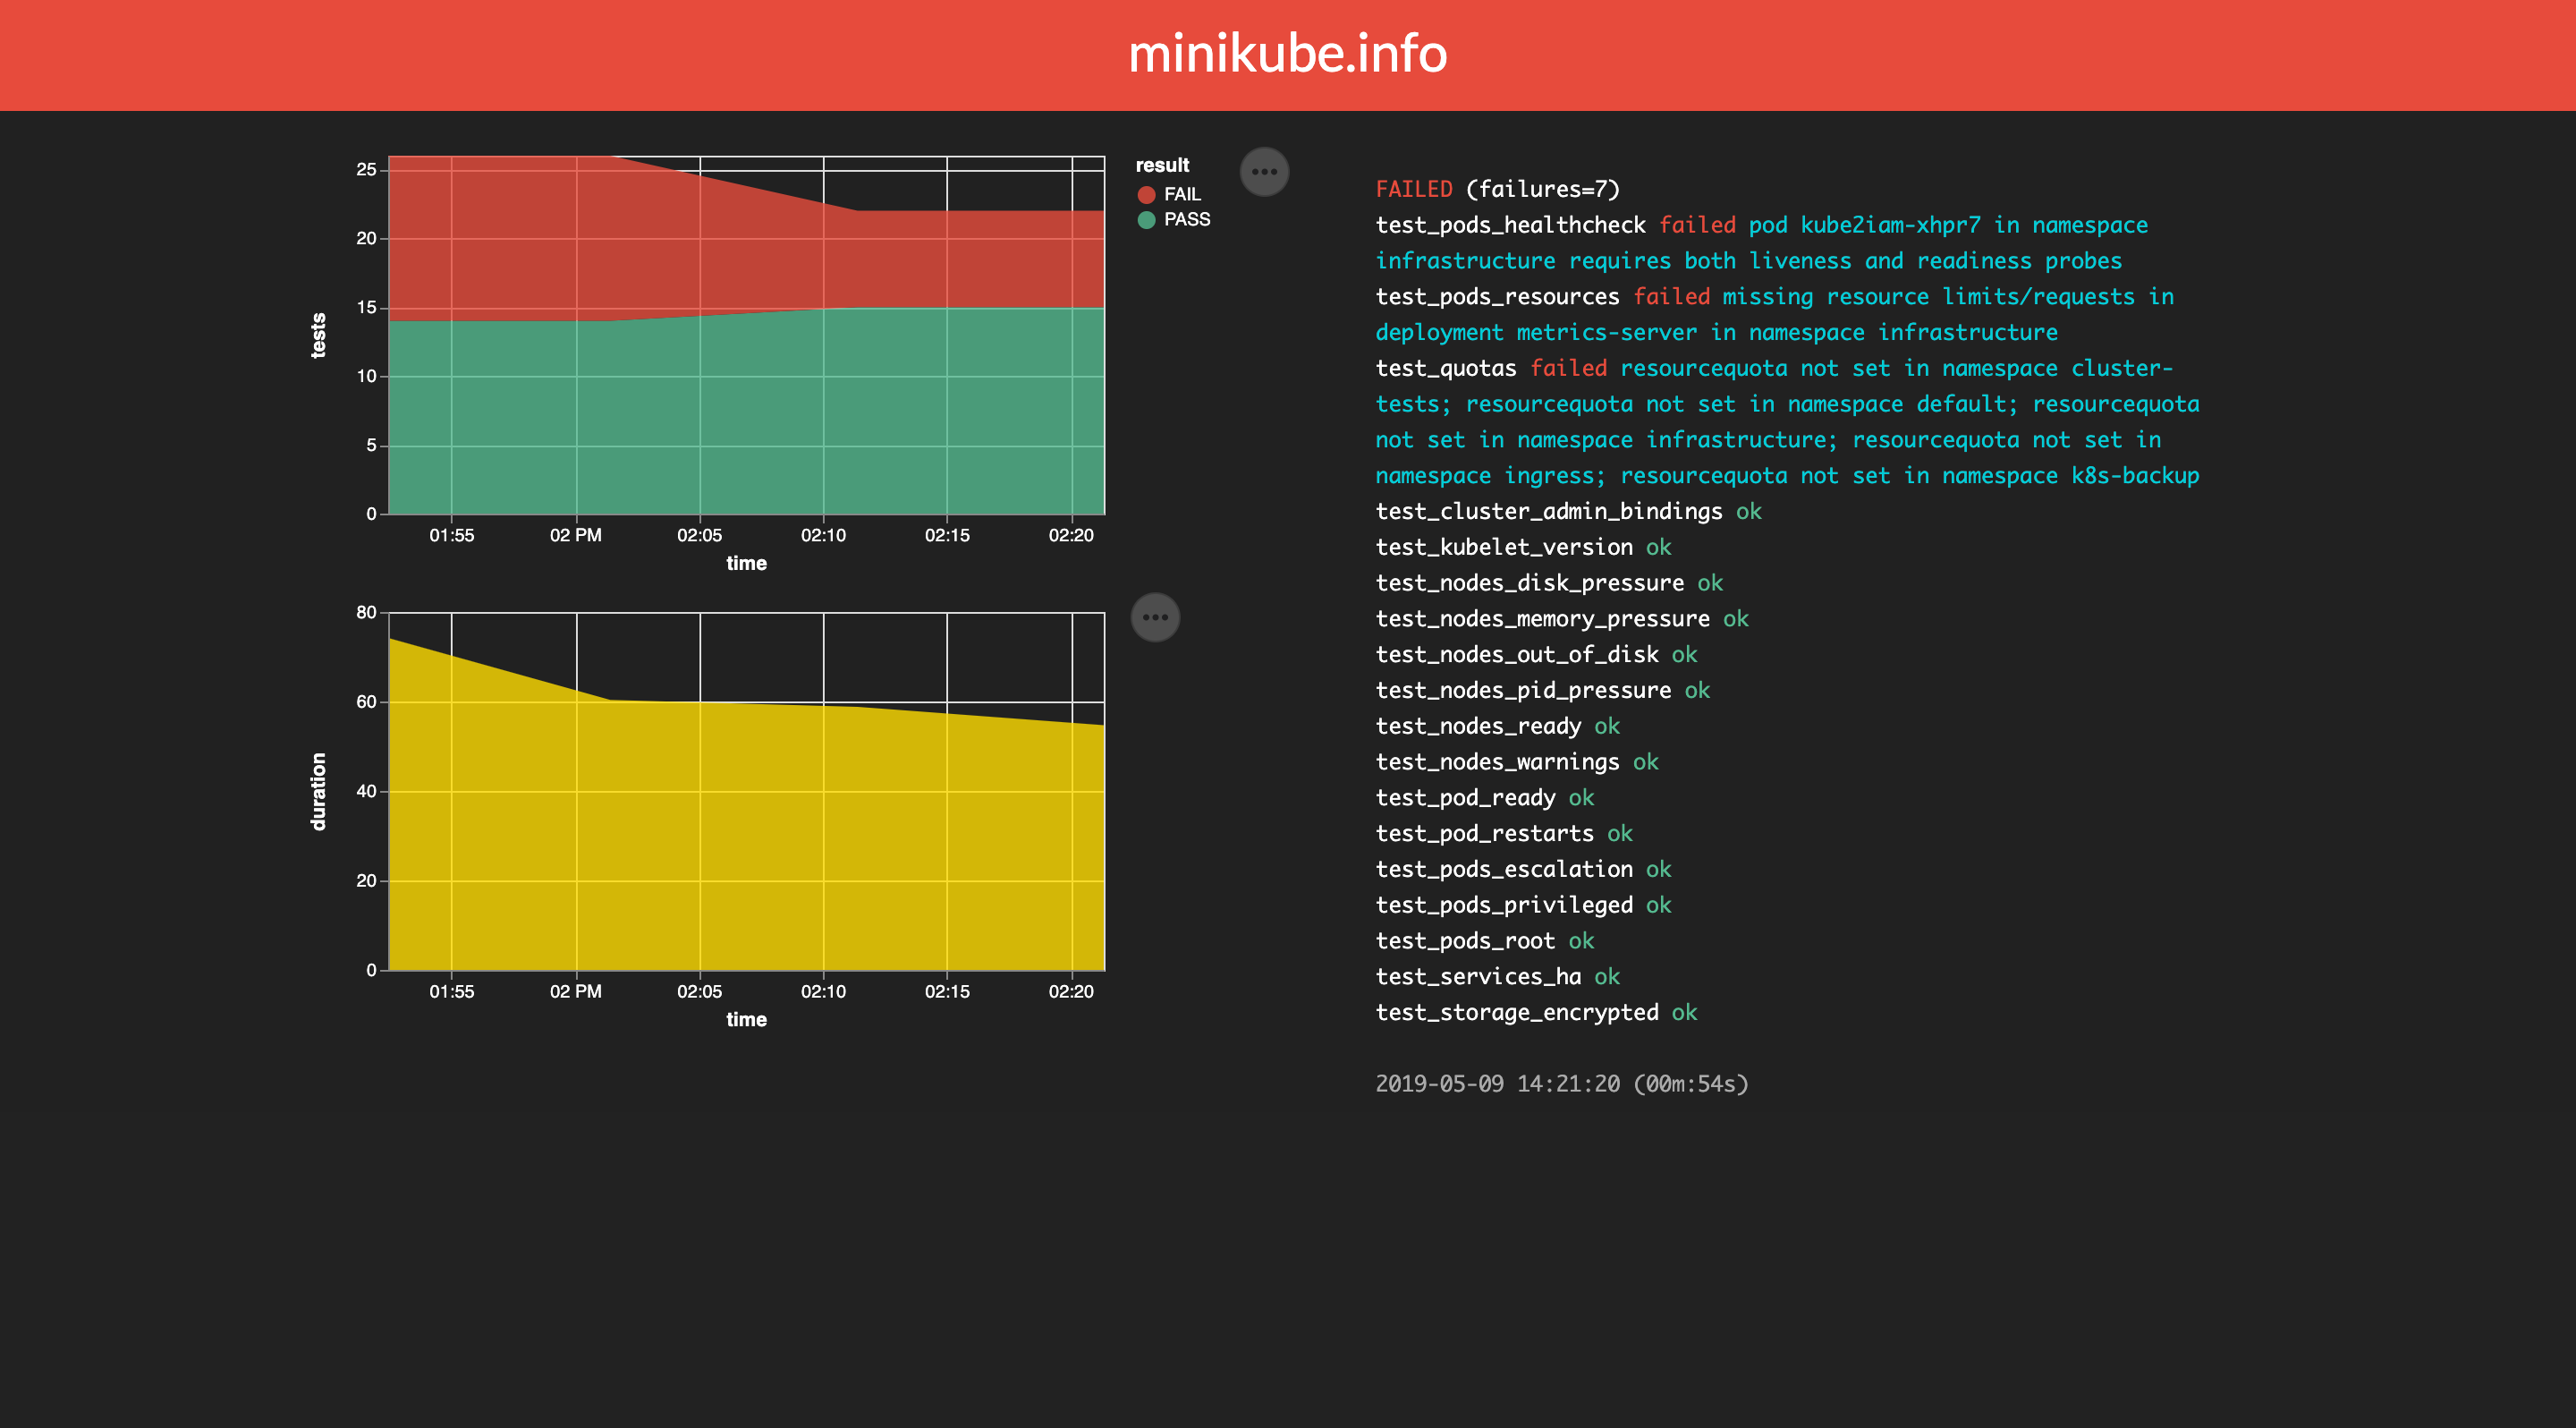 minikube.info
25
20
15
10
5
0
tests
01:55 02 PM 02:05 02:10 02:15 02:20
time
result
FAIL
PASS
80
60
40
20
0
duration
01:55 02 PM 02:05 02:10 02:15 02:20
time
FAILED (failures=7)
test_pods_healthcheck failed pod kube2iam-xhpr7 in namespace
infrastructure requires both liveness and readiness probes
test_pods_resources failed missing resource limits/requests in
deployment metrics-server in namespace infrastructure
test_quotas failed resourcequota not set in namespace cluster-
tests; resourcequota not set in namespace default; resourcequota
not set in namespace infrastructure; resourcequota not set in
namespace ingress; resourcequota not set in namespace k8s-backup
test_cluster_admin_bindings ok
test_kubelet_version ok
test_nodes_disk_pressure ok
test_nodes_memory_pressure ok
test_nodes_out_of_disk ok
test_nodes_pid_pressure ok
test_nodes_ready ok
test_nodes_warnings ok
test_pod_ready ok
test_pod_restarts ok
test_pods_escalation ok
test_pods_privileged ok
test_pods_root ok
test_services_ha ok
test_storage_encrypted ok
2019-05-09 14:21:20 (00m:54s)